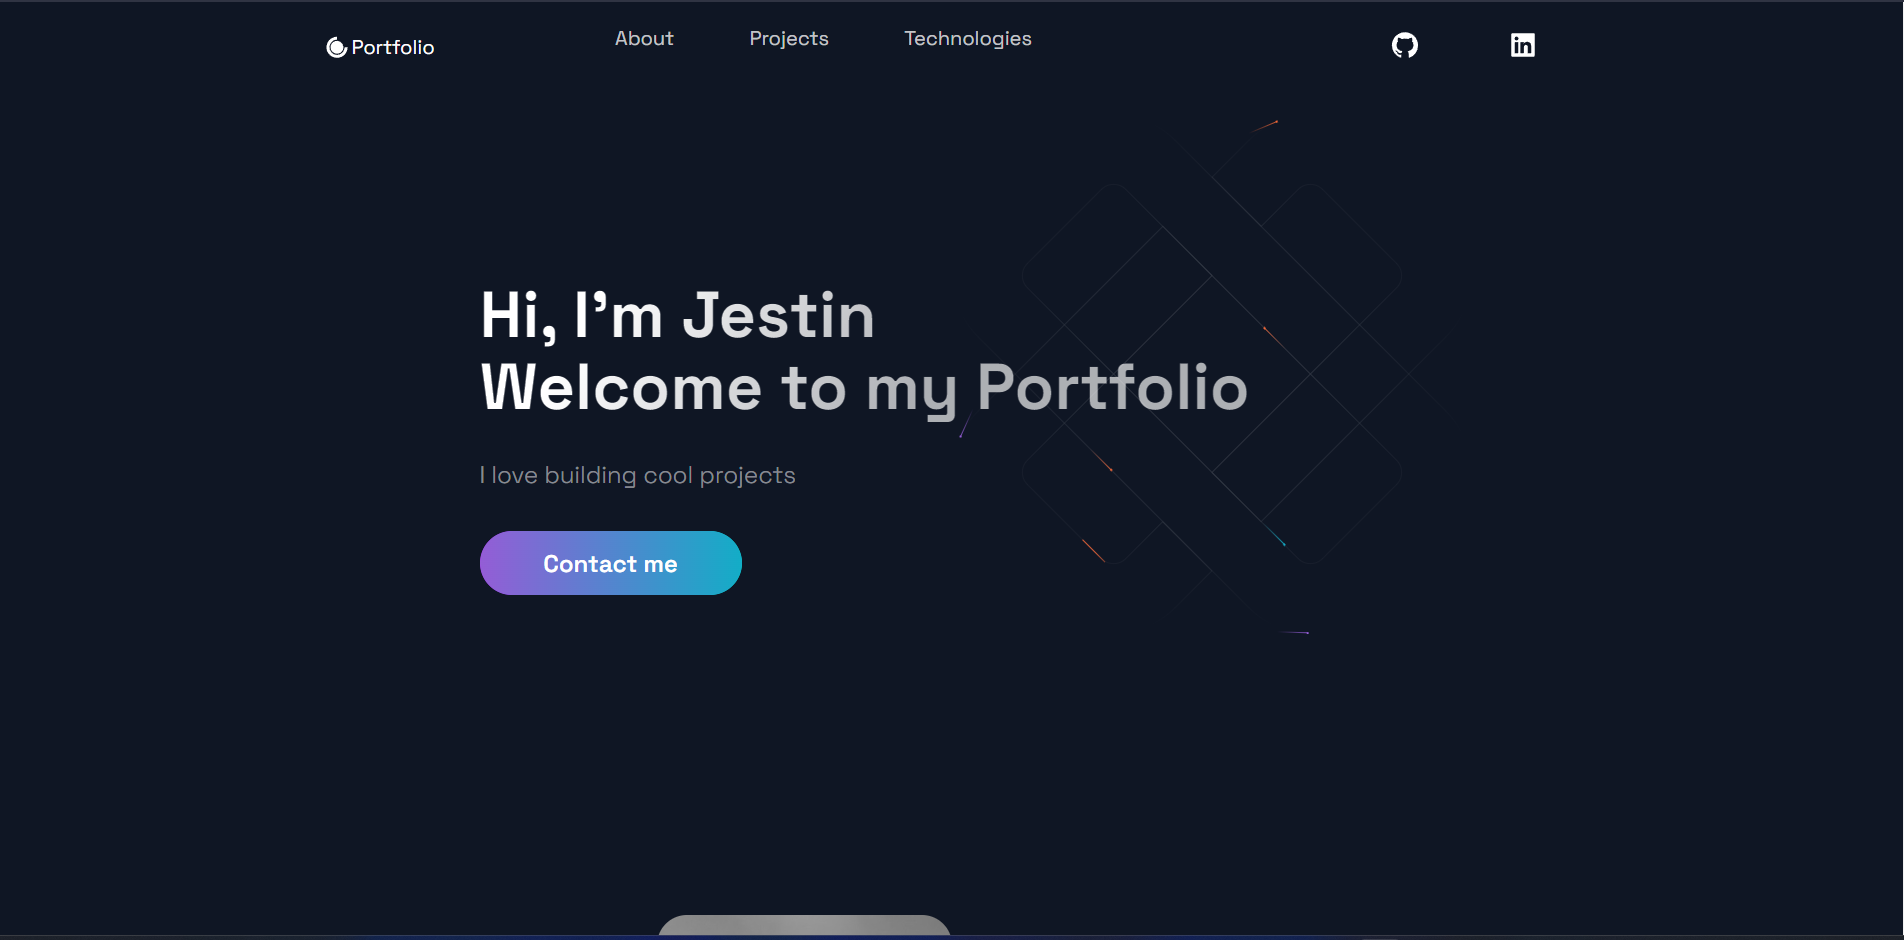 Portfolio
About
Projects
Technologies
Hi, I’m Jestin
Welcome to my Portfolio
I love building cool projects
Contact me